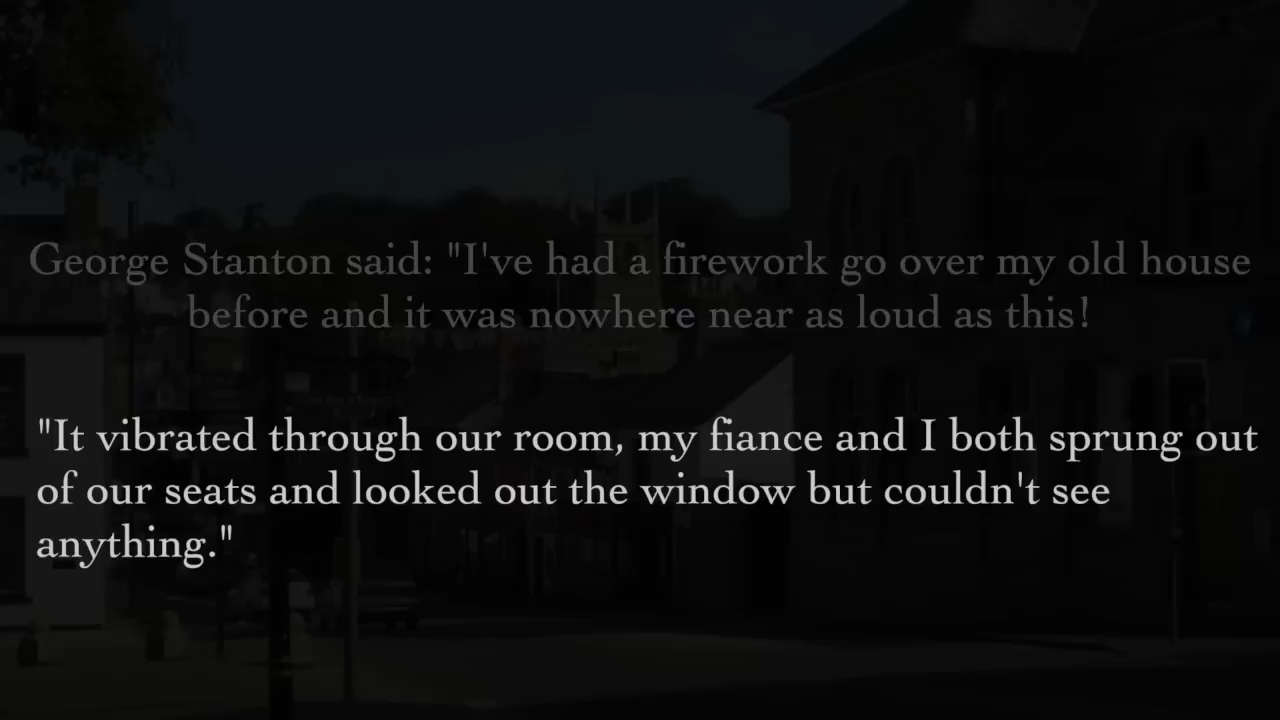 George Stanton said: "I've had a firework go over my old house
before and it was nowhere near as loud as this!
"It vibrated through our room, my fiance and I both sprung out
of our seats and looked out the window but couldn't see
anything."